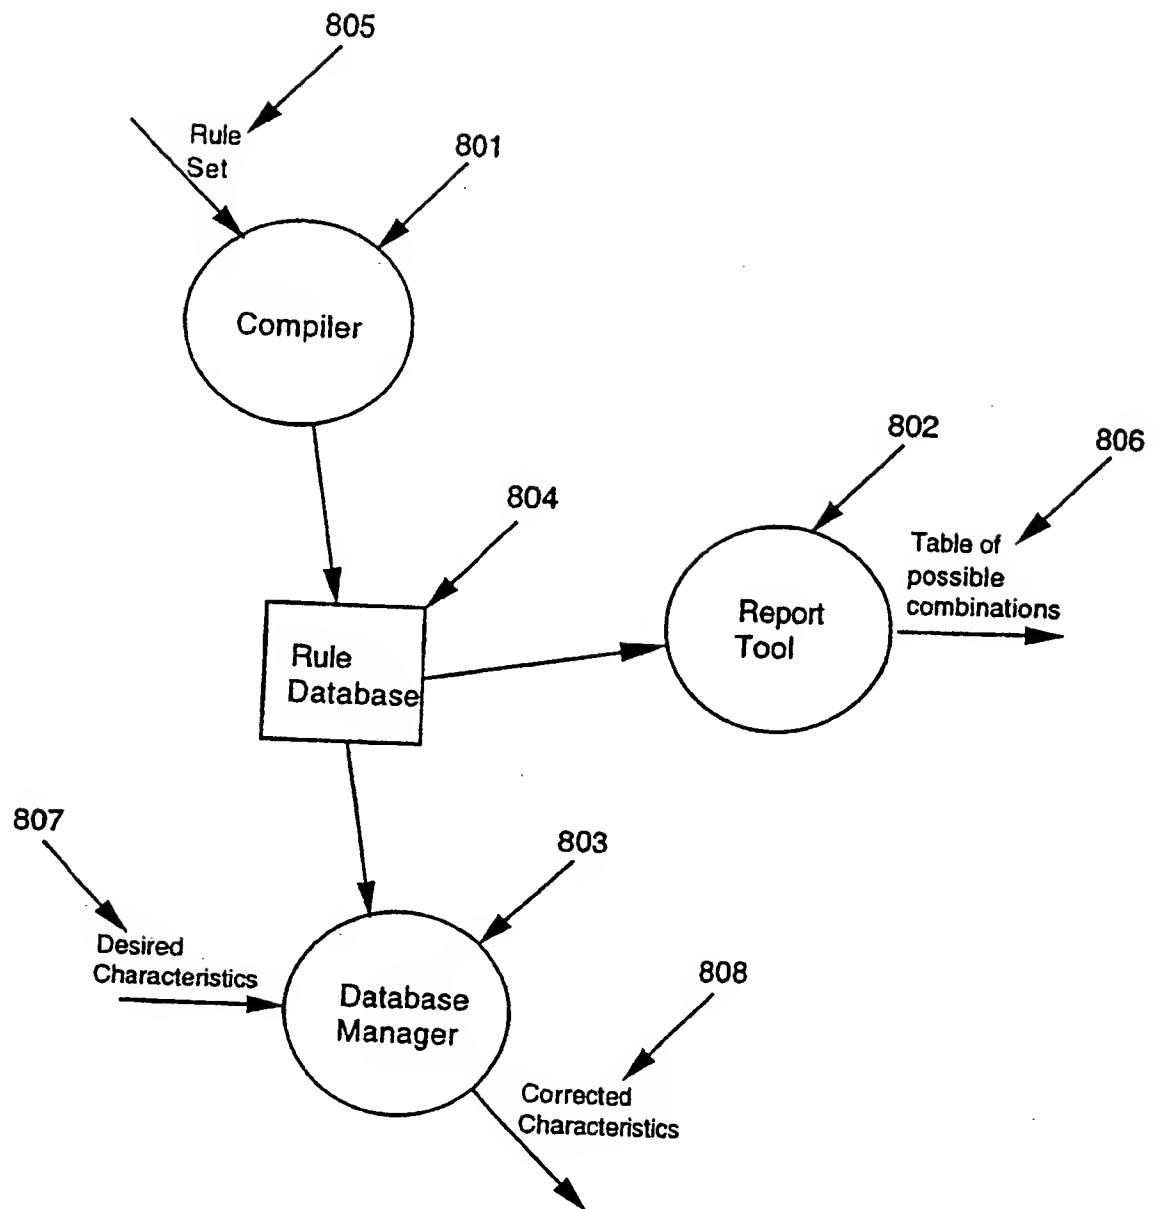 805
Rule
Set
801
Compiler
802
806
804
Table of
possible
combinations
Report
Tool
Rule
Database
807
803
Desired
Characteristics
808
Database
Manager
Corrected
Characteristics